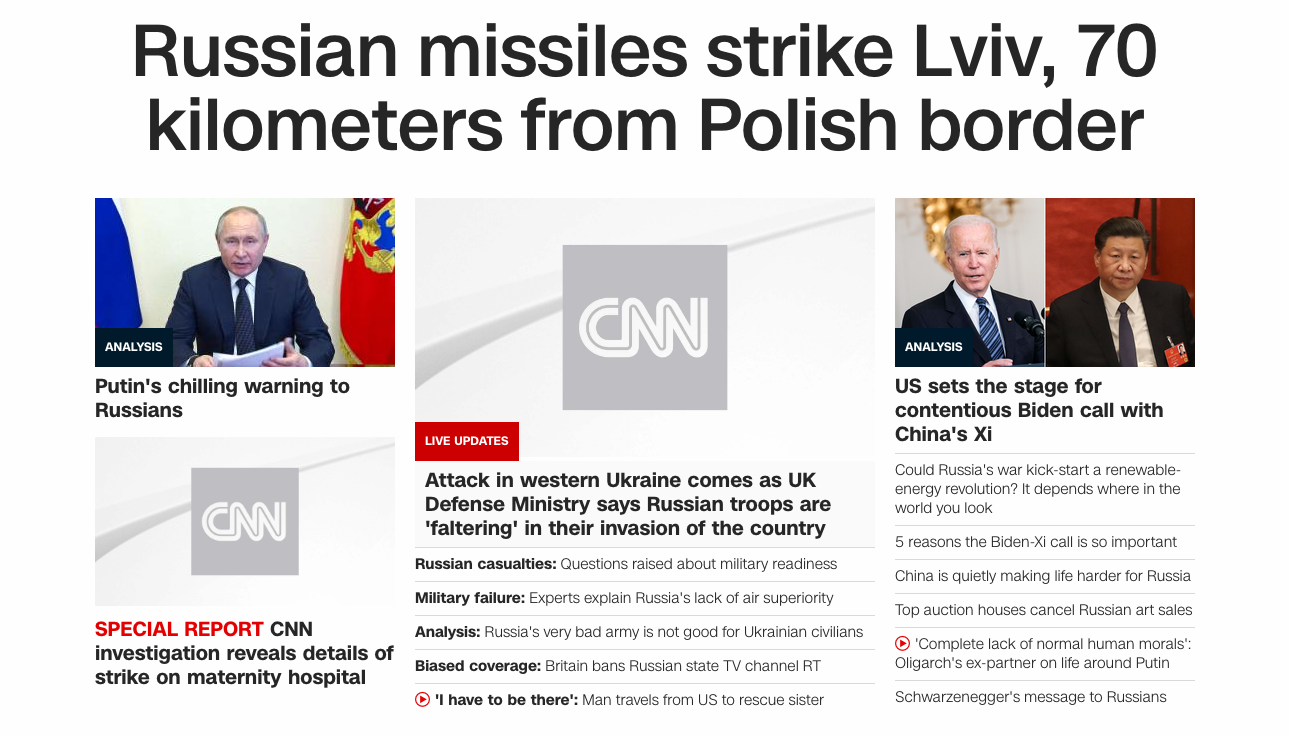 Russian missiles strike Lviv, 70
kilometers from Polish border
ANALYSIS
Putin's chilling warning to
Russians
CNN
SPECIAL REPORT CNN
investigation reveals details of
strike on maternity hospital
CNN
LIVE UPDATES
Attack in western Ukraine comes as UK
Defense Ministry says Russian troops are
'faltering' in their invasion of the country
Russian casualties: Questions raised about military readiness
Military failure: Experts explain Russia's lack of air superiority
Analysis: Russia's very bad army is not good for Ukrainian civilians
Biased coverage: Britain bans Russian state TV channel RT
'I have to be there': Man travels from US to rescue sister
ANALYSIS
US sets the stage for
contentious Biden call with
China's Xi
Could Russia's war kick-start a renewable-
energy revolution? It depends where in the
world you look
5 reasons the Biden-Xi call is so important
China is quietly making life harder for Russia
Top auction houses cancel Russian art sales
'Complete lack of normal human morals':
Oligarch's ex-partner on life around Putin
Schwarzenegger's message to Russians